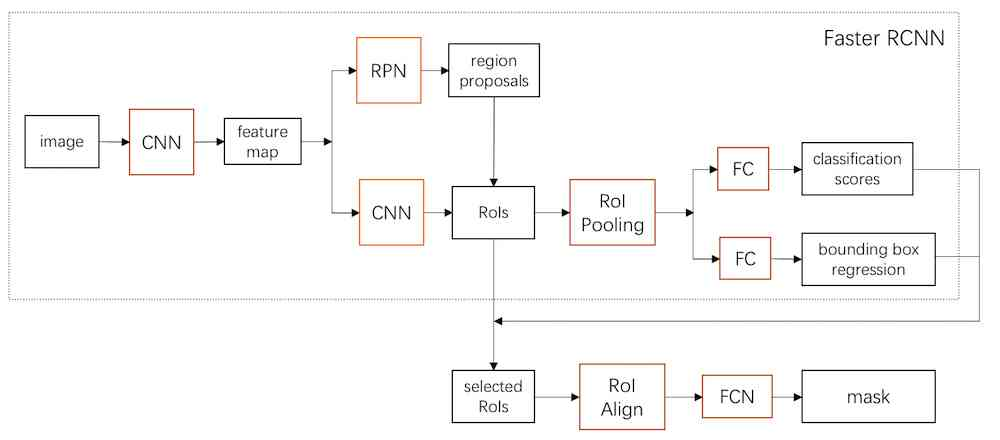 Faster RCNN
RPN
region
proposals
image
CNN
feature
map
CNN
RoIs
RoI
Pooling
FC
classification
scores
FC
bounding box
regression
selected
RoIs
RoI
Align
FCN
mask